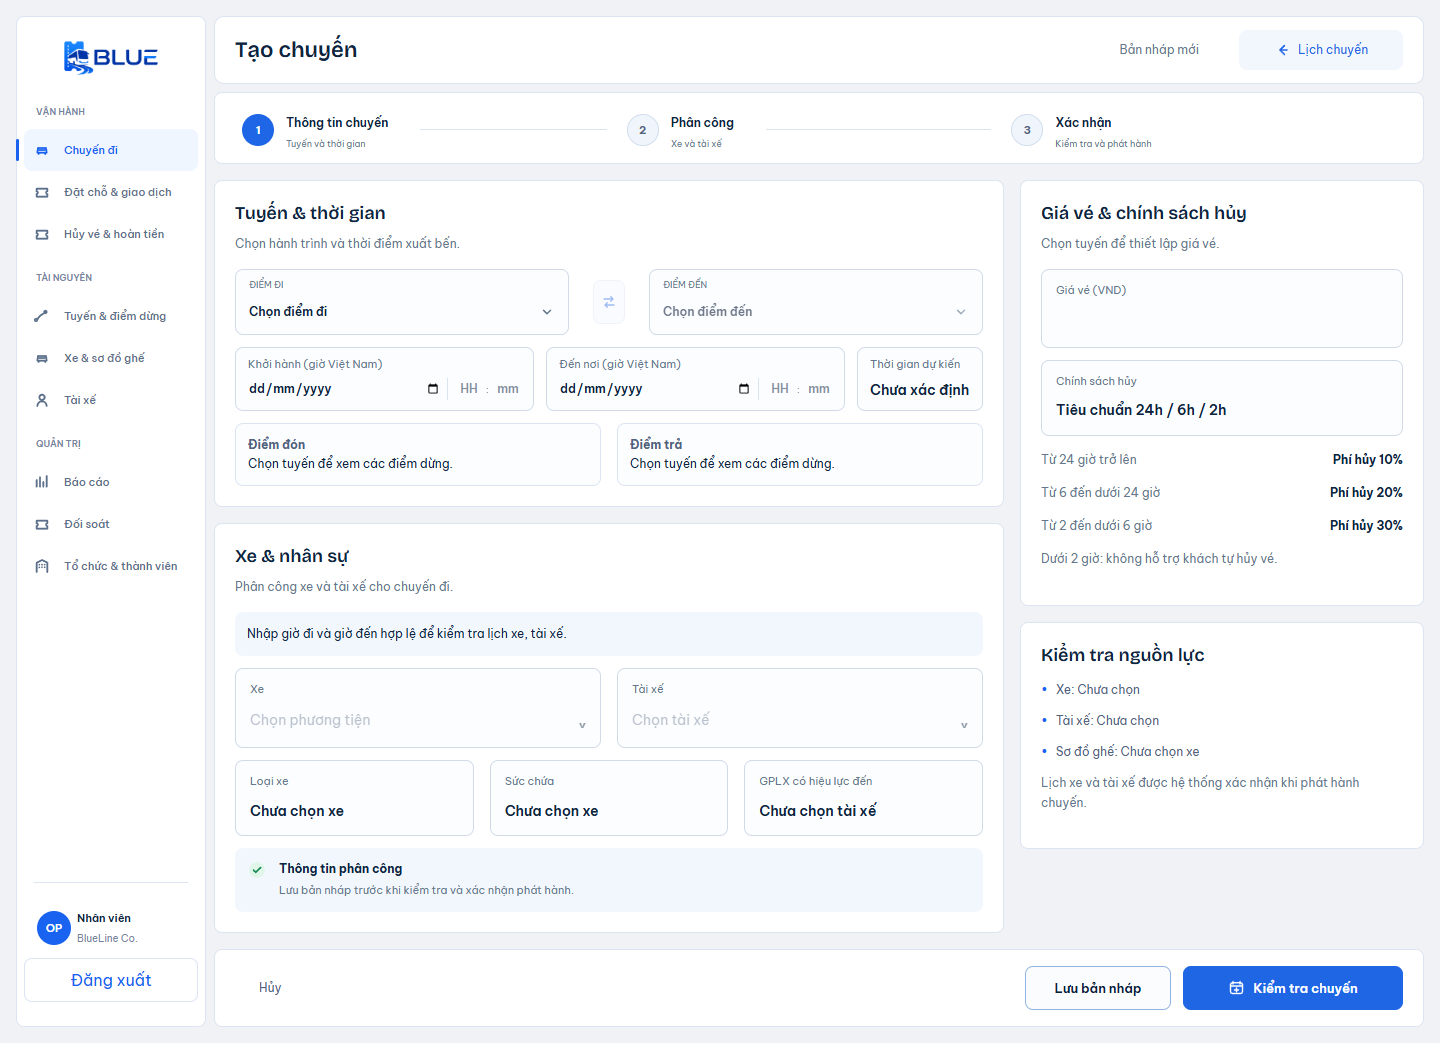 BLUE
VẬN HÀNH
Chuyến đi
Đặt chỗ & giao dịch
Hủy vé & hoàn tiền
TÀI NGUYÊN
Tuyến & điểm dừng
Xe & sơ đồ ghế
Tài xế
QUẢN TRỊ
Báo cáo
Đối soát
Tổ chức & thành viên
OP
Nhân viên
BlueLine Co.
Đăng xuất
Tạo chuyến
Bản nháp mới
Lịch chuyến
1
Thông tin chuyến
Tuyến và thời gian
2
Phân công
Xe và tài xế
3
Xác nhận
Kiểm tra và phát hành
Tuyến & thời gian
Chọn hành trình và thời điểm xuất bến.
ĐIỂM ĐI
Chọn điểm đi
ĐIỂM ĐẾN
Chọn điểm đến
Khởi hành (giờ Việt Nam)
dd/mm/yyyy
HH : mm
Đến nơi (giờ Việt Nam)
dd/mm/yyyy
HH : mm
Thời gian dự kiến
Chưa xác định
Điểm đón
Chọn tuyến để xem các điểm dừng.
Điểm trả
Chọn tuyến để xem các điểm dừng.
Xe & nhân sự
Phân công xe và tài xế cho chuyến đi.
Nhập giờ đi và giờ đến hợp lệ để kiểm tra lịch xe, tài xế.
Xe
Chọn phương tiện
v
Tài xế
Chọn tài xế
v
Loại xe
Chưa chọn xe
Sức chứa
Chưa chọn xe
GPLX có hiệu lực đến
Chưa chọn tài xế
Thông tin phân công
Lưu bản nháp trước khi kiểm tra và xác nhận phát hành.
Giá vé & chính sách hủy
Chọn tuyến để thiết lập giá vé.
Giá vé (VND)
Chính sách hủy
Tiêu chuẩn 24h / 6h / 2h
Từ 24 giờ trở lên
Phí hủy 10%
Từ 6 đến dưới 24 giờ
Phí hủy 20%
Từ 2 đến dưới 6 giờ
Phí hủy 30%
Dưới 2 giờ: không hỗ trợ khách tự hủy vé.
Kiểm tra nguồn lực
• Xe: Chưa chọn
• Tài xế: Chưa chọn
• Sơ đồ ghế: Chưa chọn xe
Lịch xe và tài xế được hệ thống xác nhận khi phát hành
chuyến.
Hủy
Lưu bản nháp
Kiểm tra chuyến